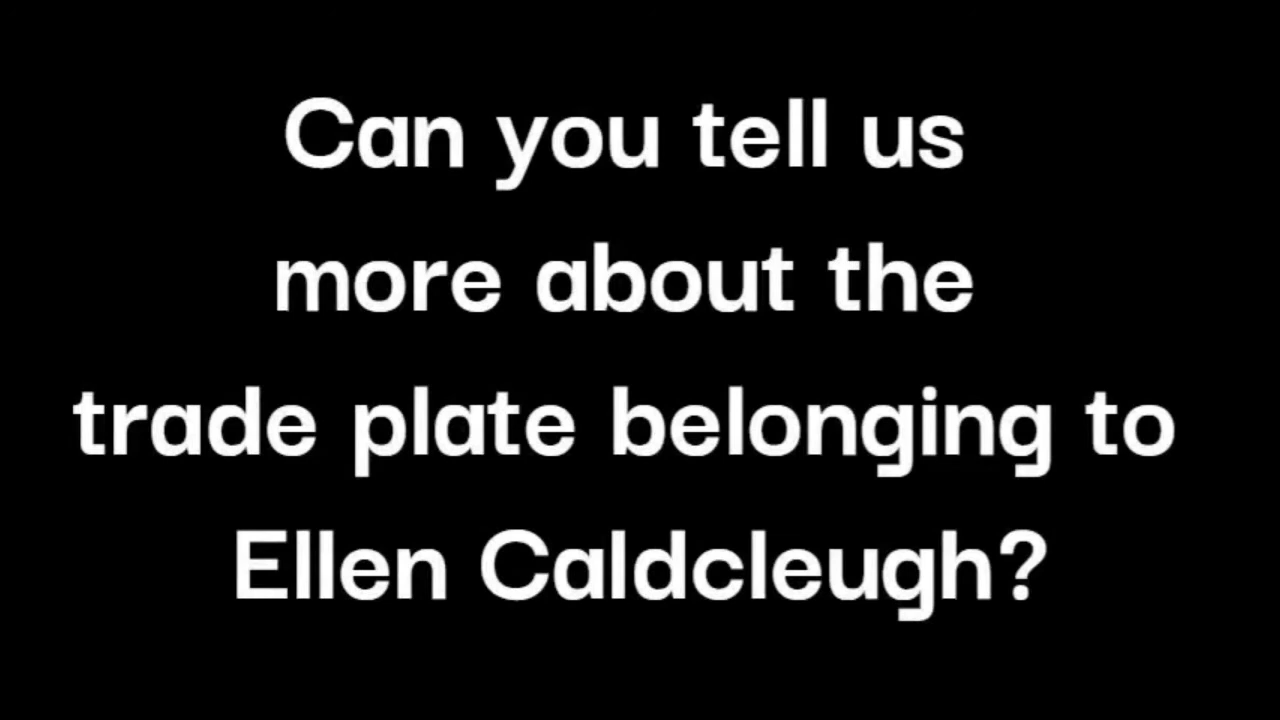 Can you tell us
more about the
trade plate belonging to
Ellen Caldcleugh?